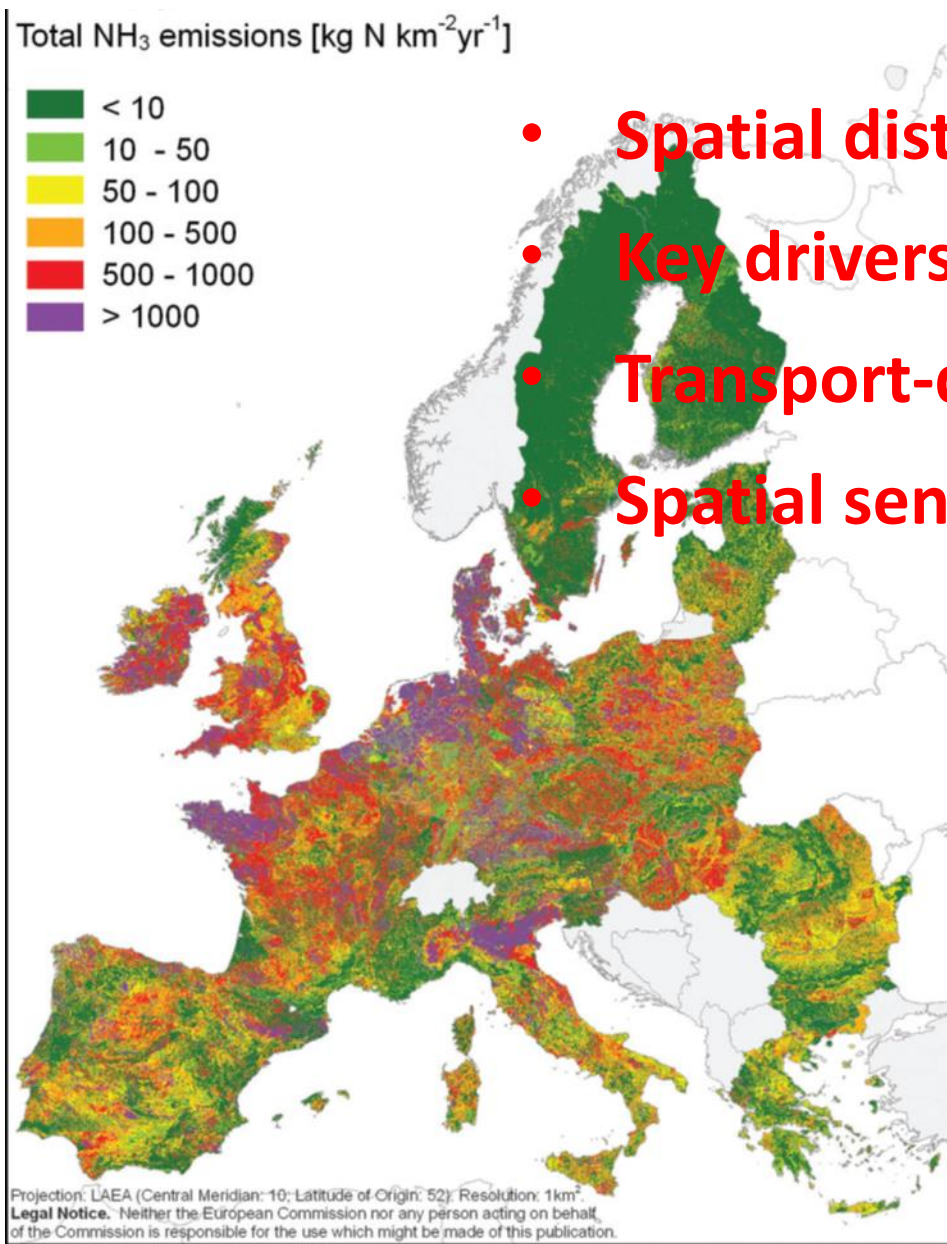 Total NH₃ emissions [kg N km⁻²yr⁻¹]
< 10
10 - 50
50 - 100
100 - 500
500 - 1000
> 1000
• Spatial dist
• Key drivers
• Transport-
• Spatial sen
Projection: LAEA (Central Meridian: 10; Latitude of Origin: 52). Resolution: 1km².
Legal Notice. Neither the European Commission nor any person acting on behalf
of the Commission is responsible for the use which might be made of this publication.